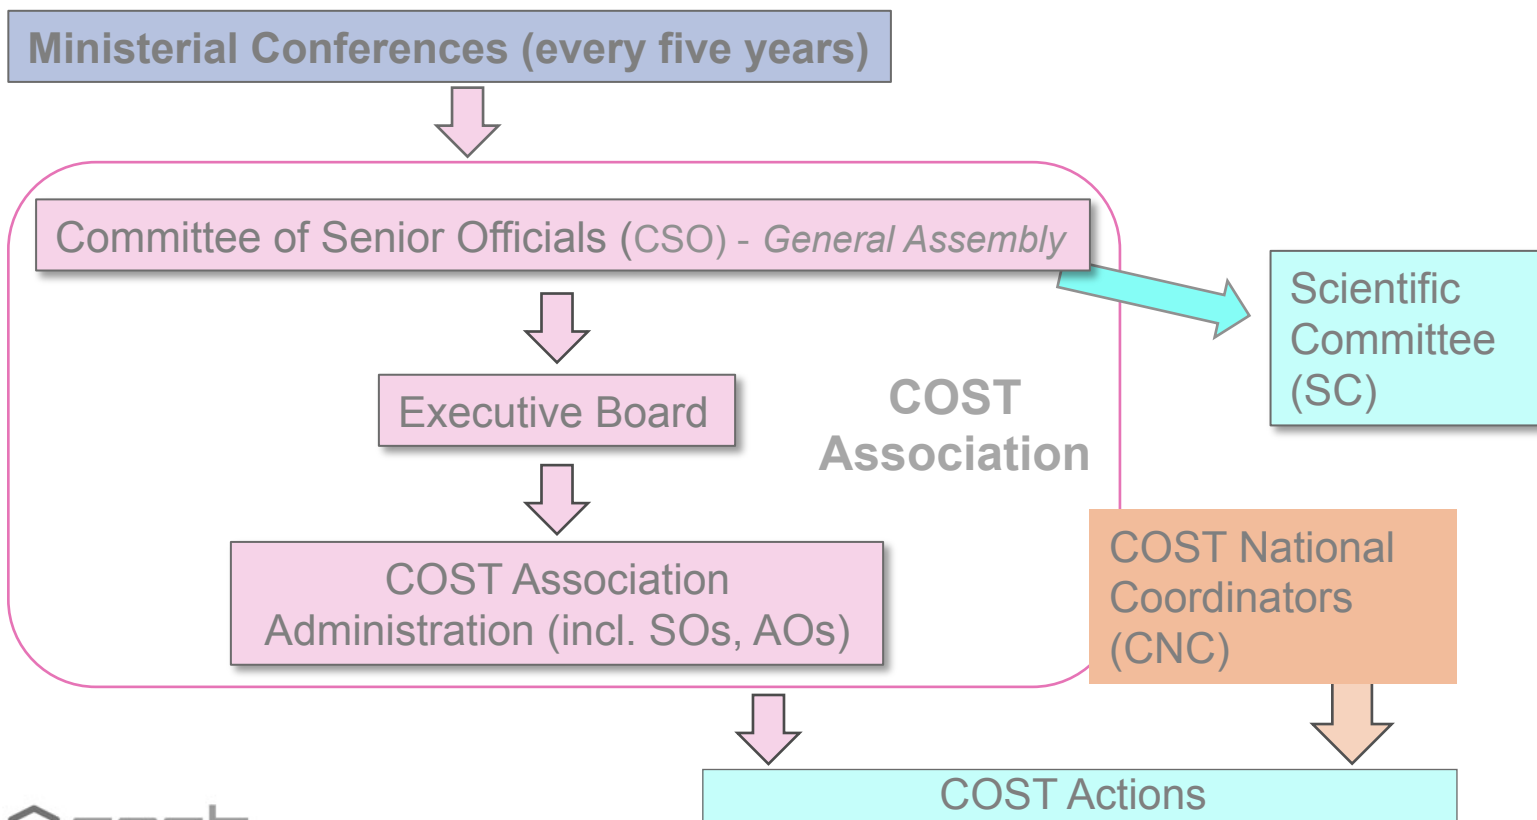 Ministerial Conferences (every five years)
Committee of Senior Officials (CSO) - General Assembly
Scientific
Committee
(SC)
Executive Board
COST
Association
COST Association
Administration (incl. SOs, AOs)
COST National
Coordinators
(CNC)
COST Actions